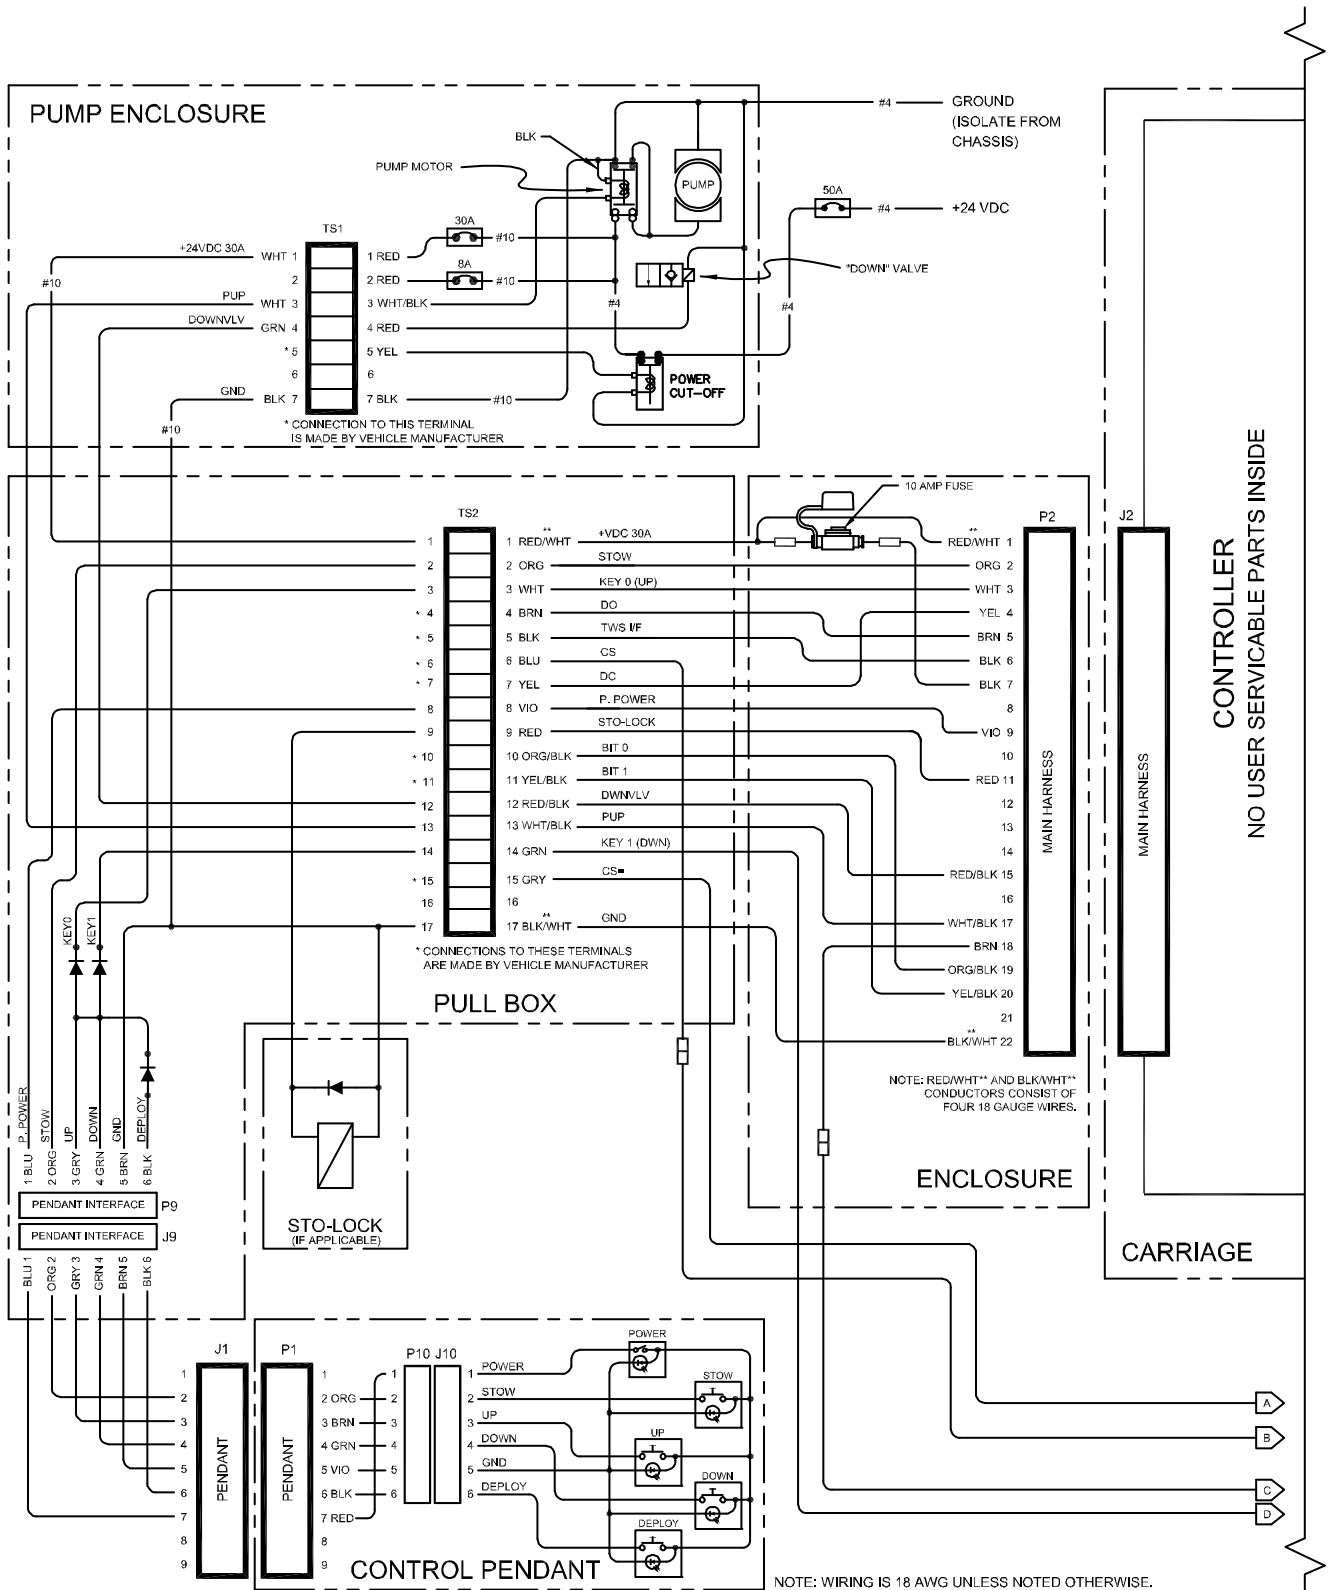 PUMP ENCLOSURE
BLK
PUMP MOTOR
PUMP
#4
GROUND
(ISOLATE FROM
CHASSIS)
50A
#4
+24 VDC
"DOWN" VALVE
#4
#4
POWER
CUT-OFF
TS1
+24VDC 30A
WHT 1
1 RED
30A
#10
#10
2
2 RED
8A
#10
PUP
WHT 3
3 WHT/BLK
DOWNVLV
GRN 4
4 RED
* 5
5 YEL
6
6
GND
BLK 7
7 BLK
#10
#10
* CONNECTION TO THIS TERMINAL
IS MADE BY VEHICLE MANUFACTURER
TS2
1
1 RED/WHT
**
+VDC 30A
2
2 ORG
STOW
3
3 WHT
KEY 0 (UP)
* 4
4 BRN
DO
* 5
5 BLK
TWS I/F
* 6
6 BLU
CS
* 7
7 YEL
DC
8
8 VIO
P. POWER
9
9 RED
STO-LOCK
* 10
10 ORG/BLK
BIT 0
* 11
11 YEL/BLK
BIT 1
12
12 RED/BLK
DWNVLV
13
13 WHT/BLK
PUP
14
14 GRN
KEY 1 (DWN)
* 15
15 GRY
CS=
16
16
17
17 BLK/WHT
**
GND
* CONNECTIONS TO THESE TERMINALS
ARE MADE BY VEHICLE MANUFACTURER
PULL BOX
10 AMP FUSE
P2
**
RED/WHT 1
ORG 2
WHT 3
YEL 4
BRN 5
BLK 6
BLK 7
8
VIO 9
10
RED 11
12
13
14
RED/BLK 15
16
WHT/BLK 17
BRN 18
ORG/BLK 19
YEL/BLK 20
21
**
BLK/WHT 22
MAIN HARNESS
NOTE: RED/WHT** AND BLK/WHT**
CONDUCTORS CONSIST OF
FOUR 18 GAUGE WIRES.
ENCLOSURE
J2
MAIN HARNESS
CONTROLLER
NO USER SERVICABLE PARTS INSIDE
CARRIAGE
KEY0
KEY1
P. POWER
STOW
UP
DOWN
GND
DEPLOY
1 BLU
2 ORG
3 GRY
4 GRN
5 BRN
6 BLK
PENDANT INTERFACE
P9
PENDANT INTERFACE
J9
BLU 1
ORG 2
GRY 3
GRN 4
BRN 5
BLK 6
STO-LOCK
(IF APPLICABLE)
J1
1
2
3
4
5
6
7
8
9
PENDANT
P1
PENDANT
1
2 ORG
3 BRN
4 GRN
5 VIO
6 BLK
7 RED
8
9
P10
J10
1
2
3
4
5
6
1
2
3
4
5
6
POWER
STOW
UP
DOWN
GND
DEPLOY
POWER
STOW
UP
DOWN
DEPLOY
CONTROL PENDANT
A
B
C
D
NOTE: WIRING IS 18 AWG UNLESS NOTED OTHERWISE.